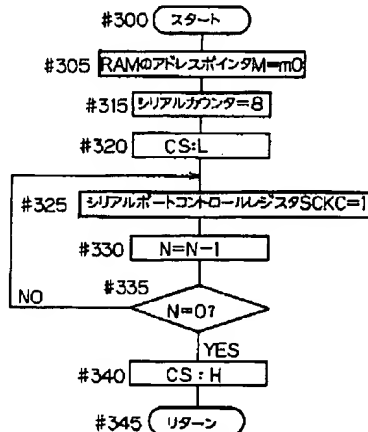 #300 スタート
#305 RAMのアドレスポインタM=m0
#315 シリアルカウンター=8
#320 CS:L
#325 シリアルポートコントロールレジスタSCKC=1
#330 N=N-1
#335
NO N=0?
YES
#340 CS:H
#345 リターン